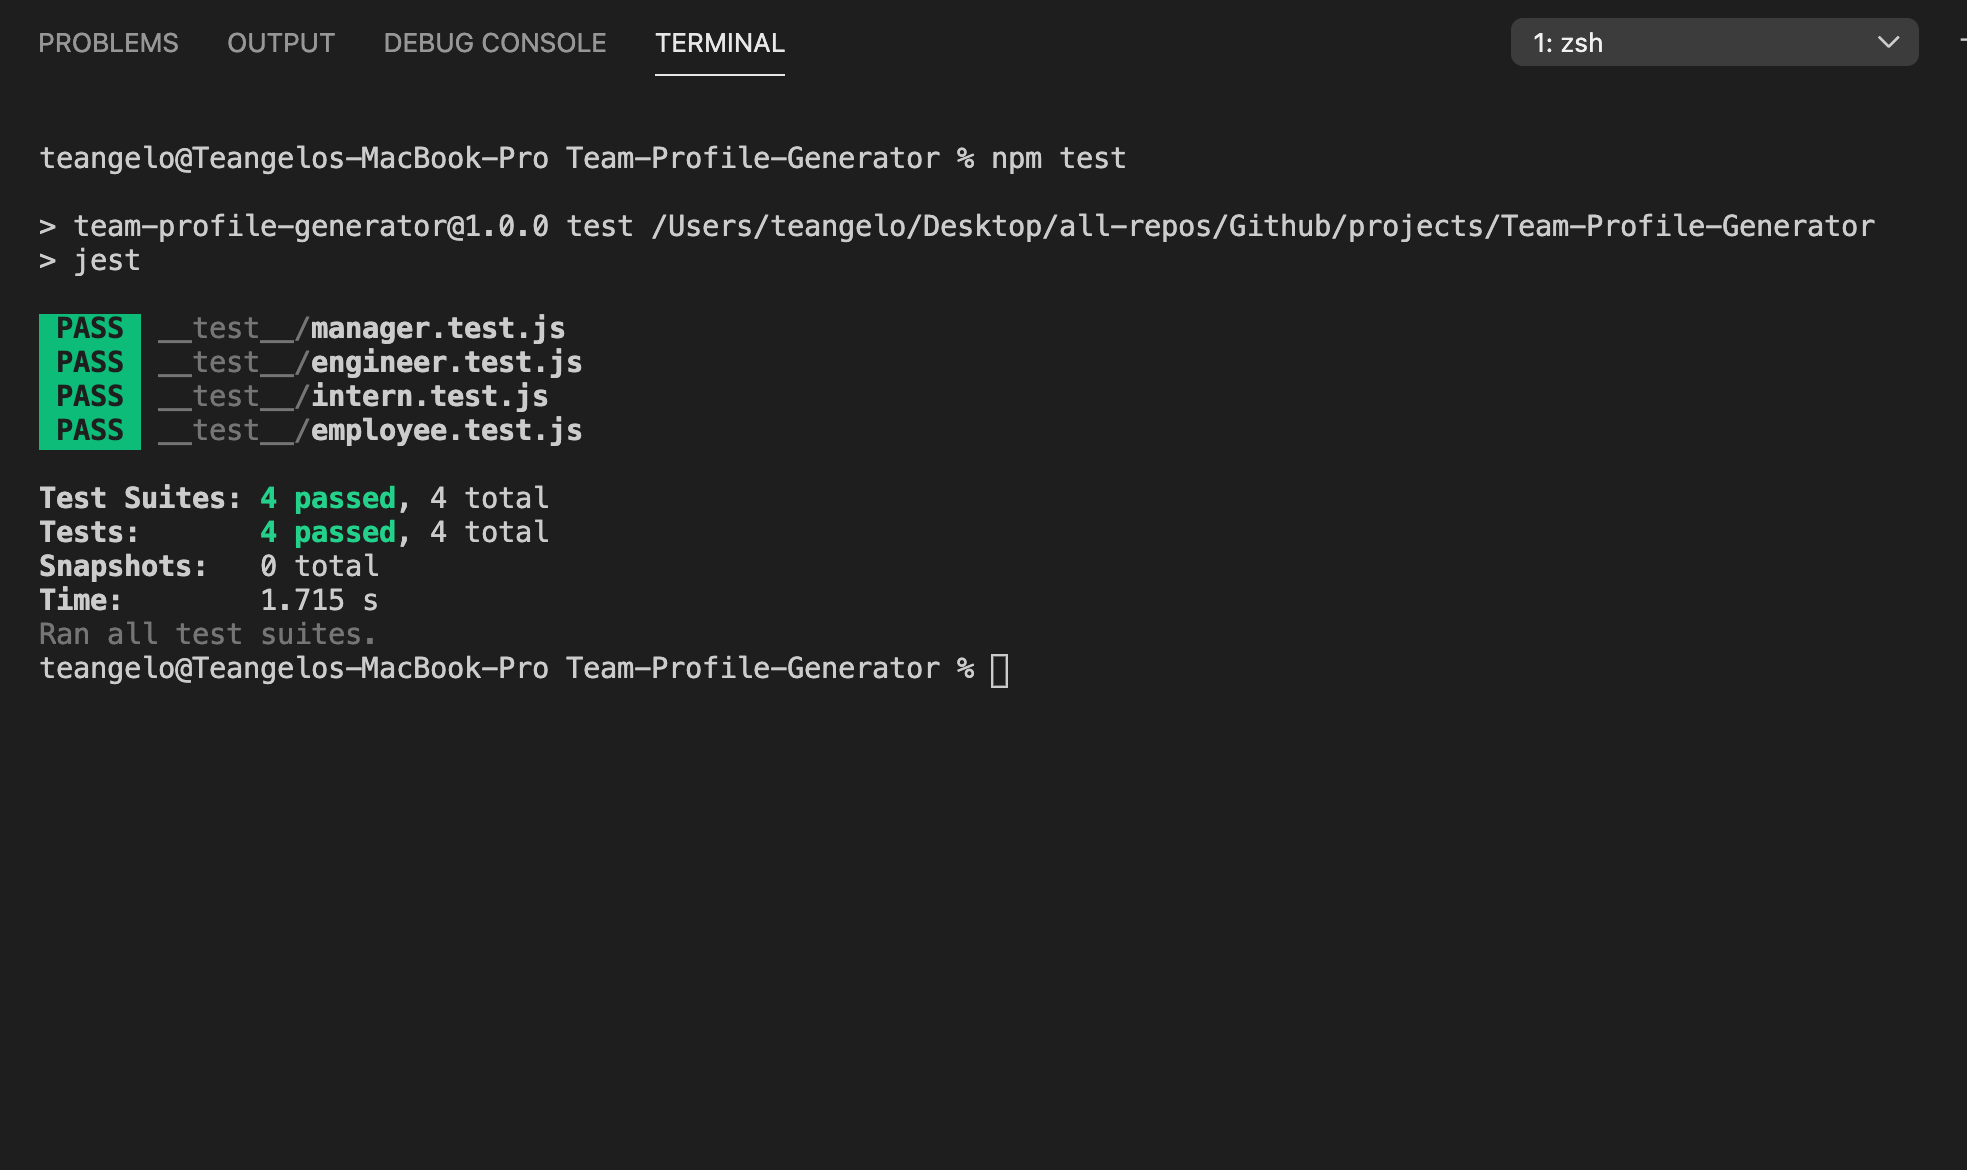 PROBLEMS OUTPUT DEBUG CONSOLE TERMINAL 1: zsh
teangelo@Teangelos-MacBook-Pro Team-Profile-Generator % npm test
> team-profile-generator@1.0.0 test /Users/teangelo/Desktop/all-repos/Github/projects/Team-Profile-Generator
> jest
PASS __test__/manager.test.js
PASS __test__/engineer.test.js
PASS __test__/intern.test.js
PASS __test__/employee.test.js
Test Suites: 4 passed, 4 total
Tests: 4 passed, 4 total
Snapshots: 0 total
Time: 1.715 s
Ran all test suites.
teangelo@Teangelos-MacBook-Pro Team-Profile-Generator %